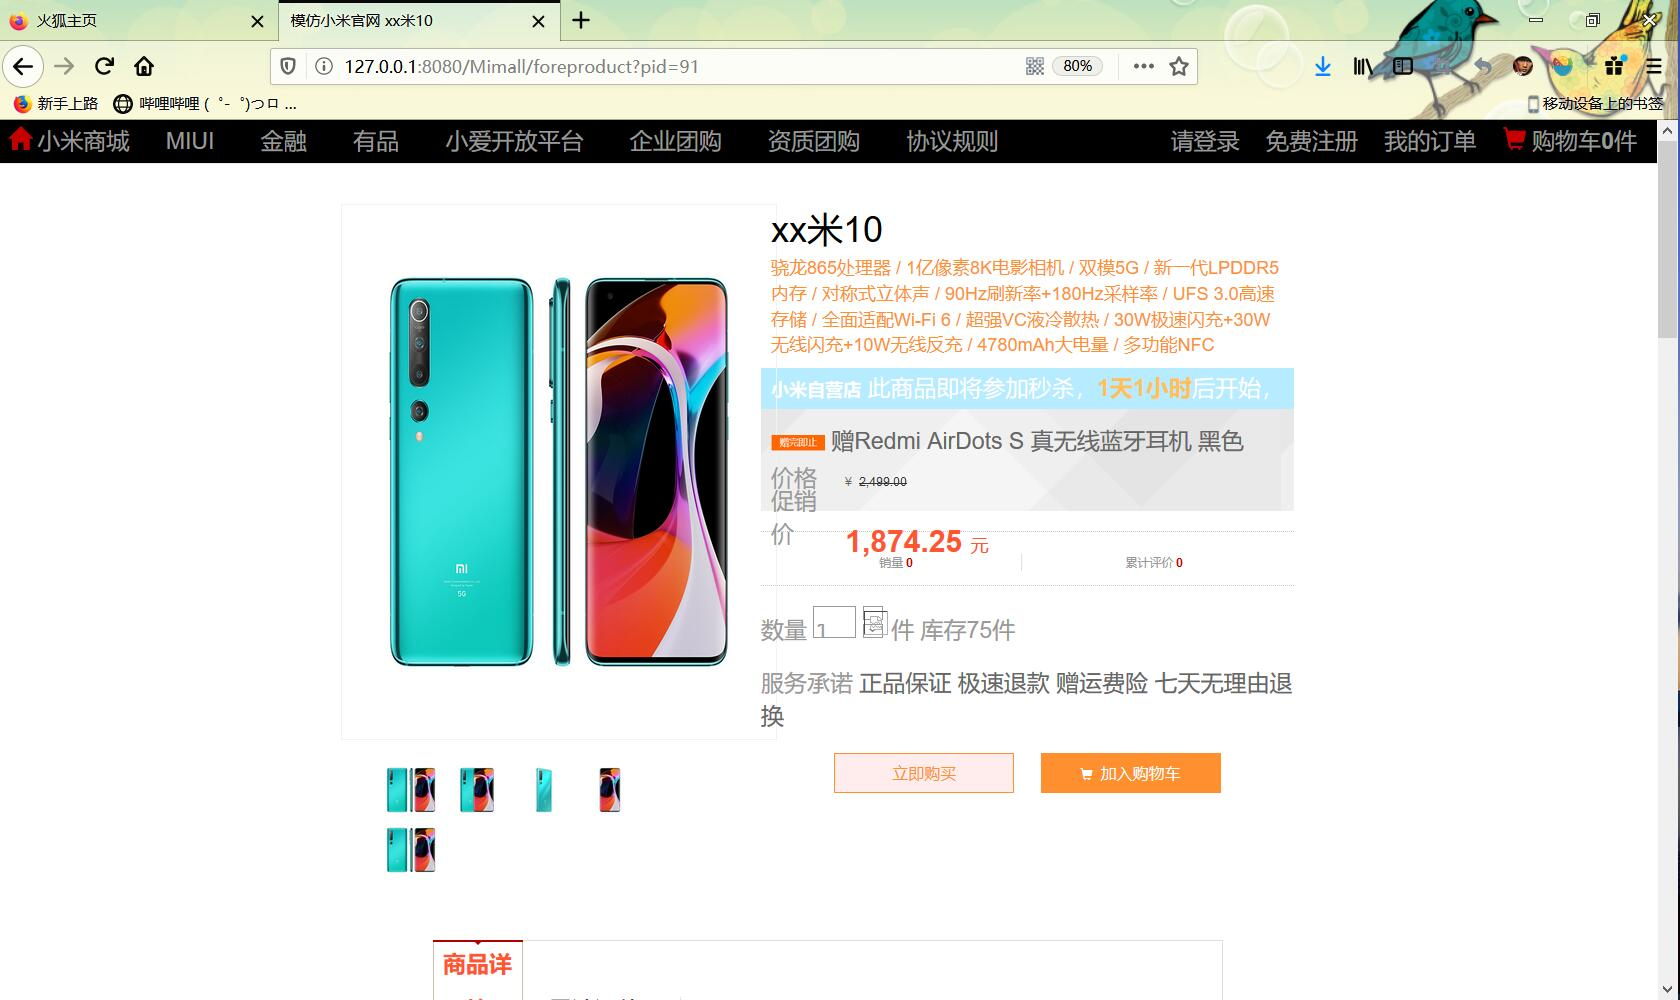 火狐主页
模仿小米官网 xx米10
127.0.0.1:8080/Mimall/foreproduct?pid=91
80%
新手上路
哔哩哔哩 ( ゜- ゜)つロ ...
移动设备上的书签
小米商城 MIUI 金融 有品 小爱开放平台 企业团购 资质团购 协议规则 请登录 免费注册 我的订单 购物车0件
xx米10
骁龙865处理器 / 1亿像素8K电影相机 / 双模5G / 新一代LPDDR5
内存 / 对称式立体声 / 90Hz刷新率+180Hz采样率 / UFS 3.0高速
存储 / 全面适配Wi-Fi 6 / 超强VC液冷散热 / 30W极速闪充+30W
无线闪充+10W无线反充 / 4780mAh大电量 / 多功能NFC
小米自营店 此商品即将参加秒杀，1天1小时后开始，
赠完即止 赠Redmi AirDots S 真无线蓝牙耳机 黑色
价格 ¥ 2,499.00
促销
价 1,874.25 元
销量 0 累计评价 0
数量 1 件 库存75件
服务承诺 正品保证 极速退款 赠运费险 七天无理由退
换
立即购买 加入购物车
MI
5G
商品详